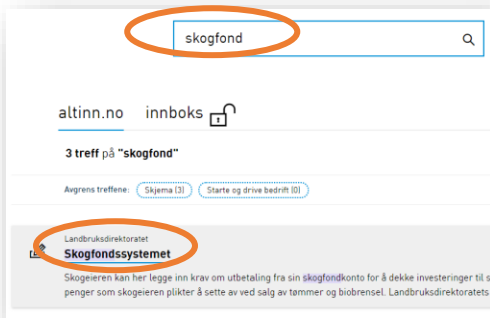 skogfond
altinn.no innboks
3 treff på "skogfond"
Avgrens treffene: Skjema (3) Starte og drive bedrift (0)
Landbruksdirektoratet
Skogfondssystemet
Skogeieren kan her legge inn krav om utbetaling fra sin skogfondkonto for å dekke investeringer til s
penger som skogeieren plikter å sette av ved salg av tømmer og biobrensel. Landbruksdirektoratets